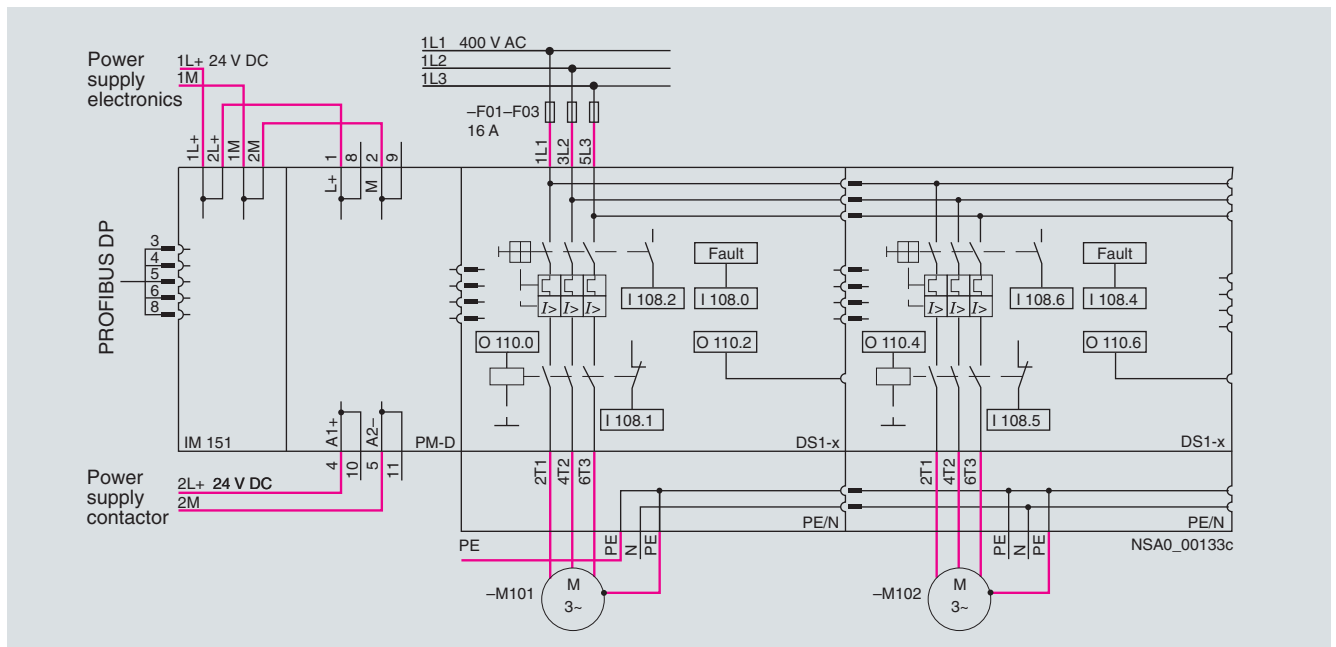 Power supply electronics
1L+ 24 V DC
1M
1L1 400 V AC
1L2
1L3
–F01–F03
16 A
1L+
2L+
1M
2M
1
8
2
9
L+
M
1L1
3L2
5L3
PROFIBUS DP
3
4
5
6
8
Fault
I 108.2
I 108.0
I> I> I>
O 110.0
O 110.2
I 108.1
Fault
I 108.6
I 108.4
I> I> I>
O 110.4
O 110.6
I 108.5
IM 151
A1+
A2–
PM-D
DS1-x
DS1-x
4
10
5
11
2T1
4T2
6T3
2T1
4T2
6T3
Power supply contactor
2L+ 24 V DC
2M
PE/N
PE/N
PE
PE
N
PE
PE
N
PE
NSA0_00133c
–M101
M
3~
–M102
M
3~